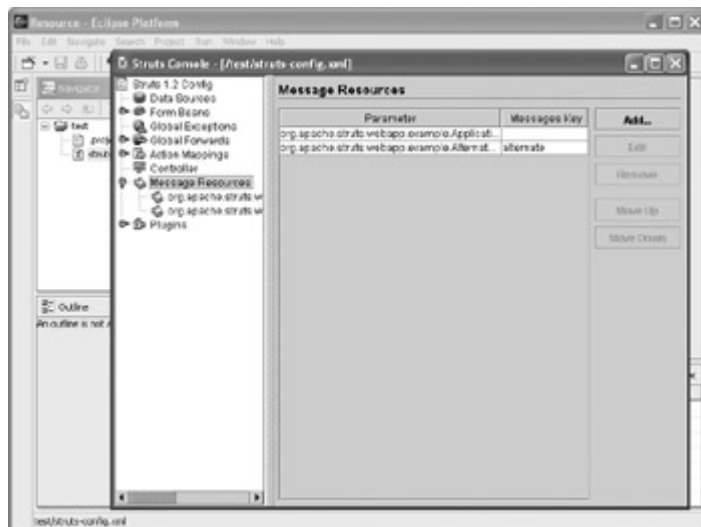 Resource - Eclipse Platform
File Edit Navigate Search Project Run Window Help
Struts Console - [/test/struts-config.xml]
Navigator
test
.proje
struts
Outline
An outline is not a
Struts 1.2 Config
Data Sources
Form Beans
Global Exceptions
Global Forwards
Action Mappings
Controller
Message Resources
org.apache.struts.w
org.apache.struts.w
Plugins
Message Resources
Parameter Messages Key
org.apache.struts.webapp.example.Applicati...
org.apache.struts.webapp.example.Alternat... alternate
Add...
Edit
Remove
Move Up
Move Down
test/struts-config.xml